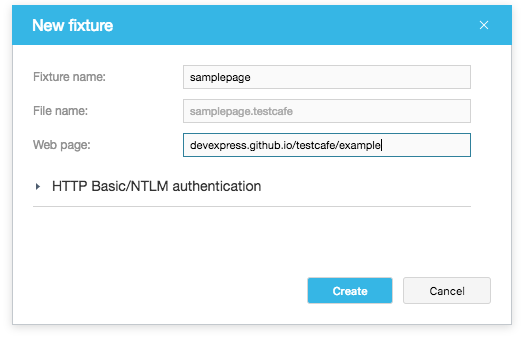 New fixture
Fixture name: samplepage
File name: samplepage.testcafe
Web page: devexpress.github.io/testcafe/example
HTTP Basic/NTLM authentication
Create Cancel